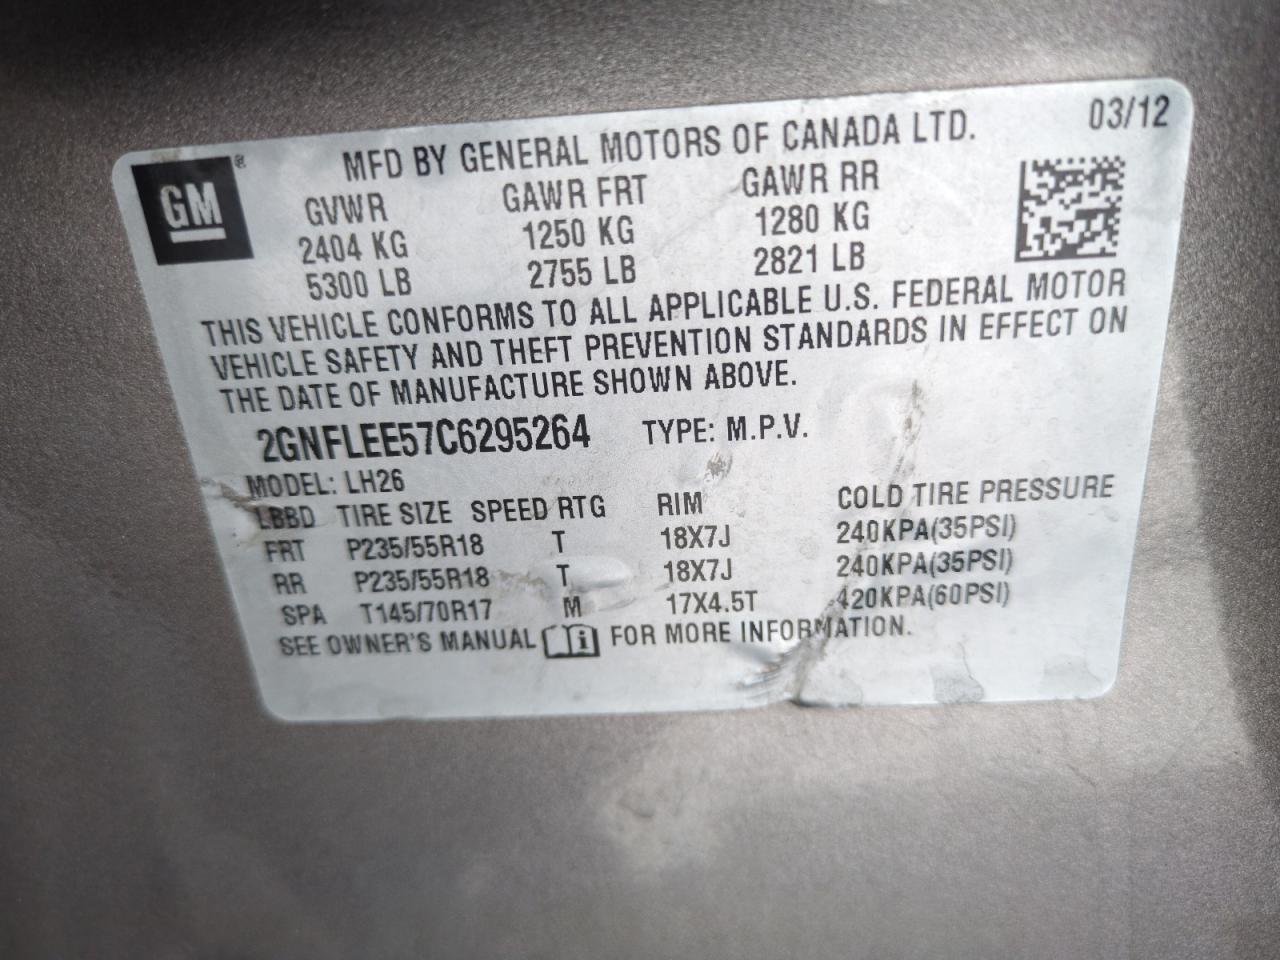 03/12
GM®
MFD BY GENERAL MOTORS OF CANADA LTD.
GVWR GAWR FRT GAWR RR
2404 KG 1250 KG 1280 KG
5300 LB 2755 LB 2821 LB
THIS VEHICLE CONFORMS TO ALL APPLICABLE U.S. FEDERAL MOTOR
VEHICLE SAFETY AND THEFT PREVENTION STANDARDS IN EFFECT ON
THE DATE OF MANUFACTURE SHOWN ABOVE.
2GNFLEE57C6295264 TYPE: M.P.V.
MODEL: LH26
LBBD TIRE SIZE SPEED RTG RIM COLD TIRE PRESSURE
FRT P235/55R18 T 18X7J 240KPA(35PSI)
RR P235/55R18 T 18X7J 240KPA(35PSI)
SPA T145/70R17 M 17X4.5T 420KPA(60PSI)
SEE OWNER'S MANUAL i FOR MORE INFORMATION.